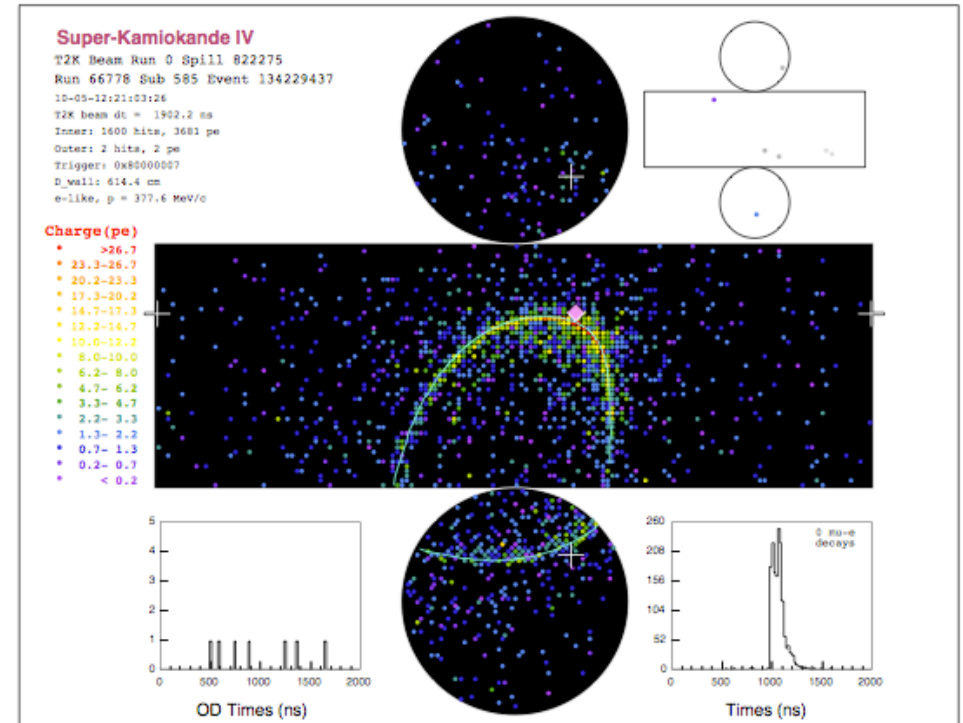 Super-Kamiokande IV
T2K Beam Run 0 Spill 822275
Run 66778 Sub 585 Event 134229437
10-05-12:21:03:26
T2K beam dt = 1902.2 ns
Inner: 1600 hits, 3681 pe
Outer: 2 hits, 2 pe
Trigger: 0x80000007
D_wall: 614.4 cm
e-like, p = 377.6 MeV/c
Charge(pe)
>26.7
23.3-26.7
20.2-23.3
17.3-20.2
14.7-17.3
12.2-14.7
10.0-12.2
8.0-10.0
6.2- 8.0
4.7- 6.2
3.3- 4.7
2.2- 3.3
1.3- 2.2
0.7- 1.3
0.2- 0.7
< 0.2
5
4
3
2
1
0
0 500 1000 1500 2000
OD Times (ns)
260
208
156
104
52
0
0 mu-e
decays
0 500 1000 1500 2000
Times (ns)